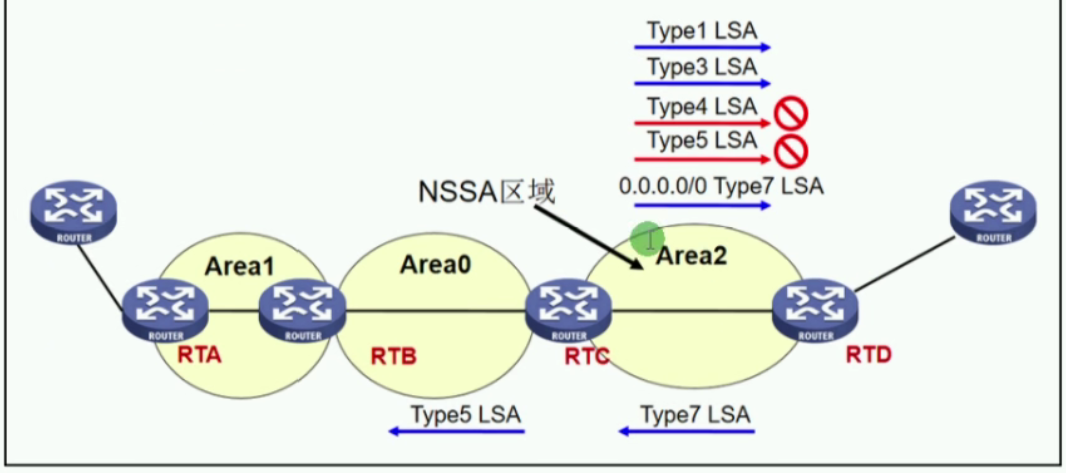 Type1 LSA
Type3 LSA
Type4 LSA
Type5 LSA
0.0.0.0/0 Type7 LSA
NSSA区域
ROUTER
ROUTER
Area1
Area0
Area2
ROUTER
ROUTER
ROUTER
ROUTER
RTA
RTB
RTC
RTD
Type5 LSA
Type7 LSA